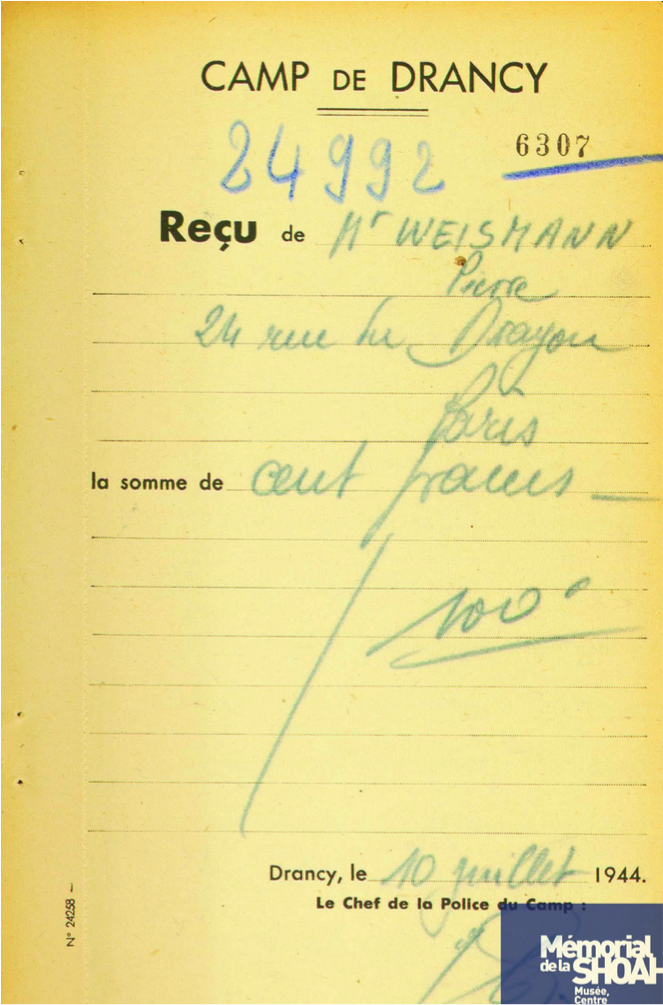 CAMP DE DRANCY
24992
6307
Reçu de Mr WEISMANN
Pierre
24 rue du Dragon
Paris
la somme de cent francs
100
Drancy, le 10 juillet 1944.
Le Chef de la Police du Camp :
N° 24258 –
Mémorial
de la SHOAH
Musée,
Centre